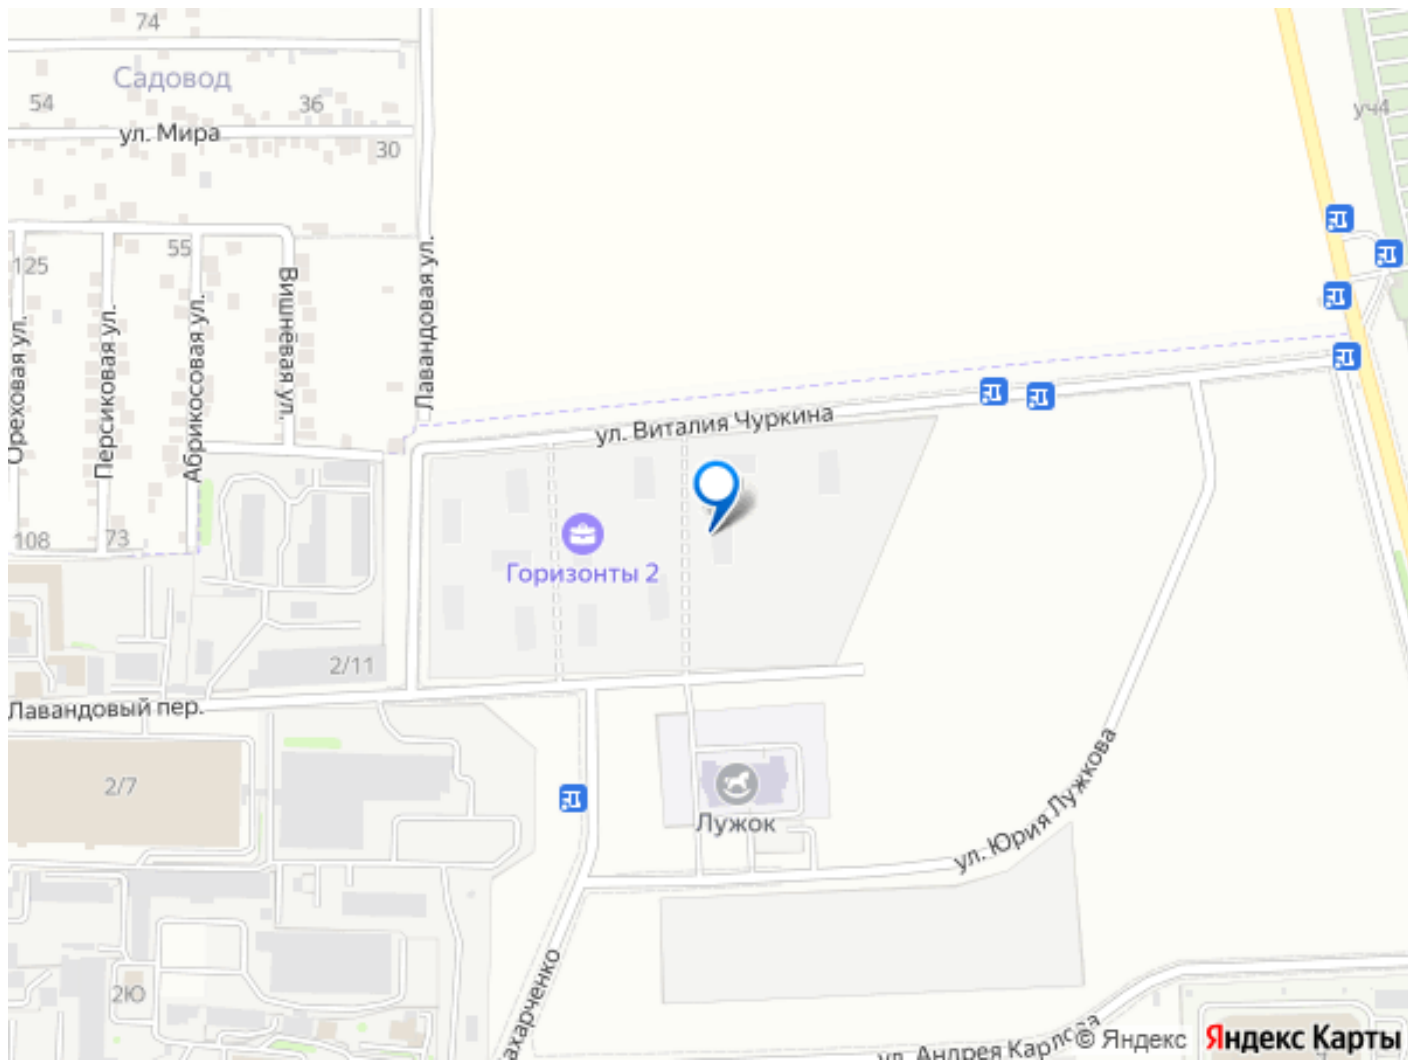 74
Садовод
54
36
ул. Мира
30
уч4
55
125
Вишнёвая ул.
Лавандовая ул.
Ореховая ул.
Персиковая ул.
Абрикосовая ул.
ул. Виталия Чуркина
108
73
Горизонты 2
2/11
Лавандовый пер.
2/7
Лужок
ул. Юрия Лужкова
ахарченко
2Ю
ул. Андрея Карлова
© Яндекс
Яндекс Карты